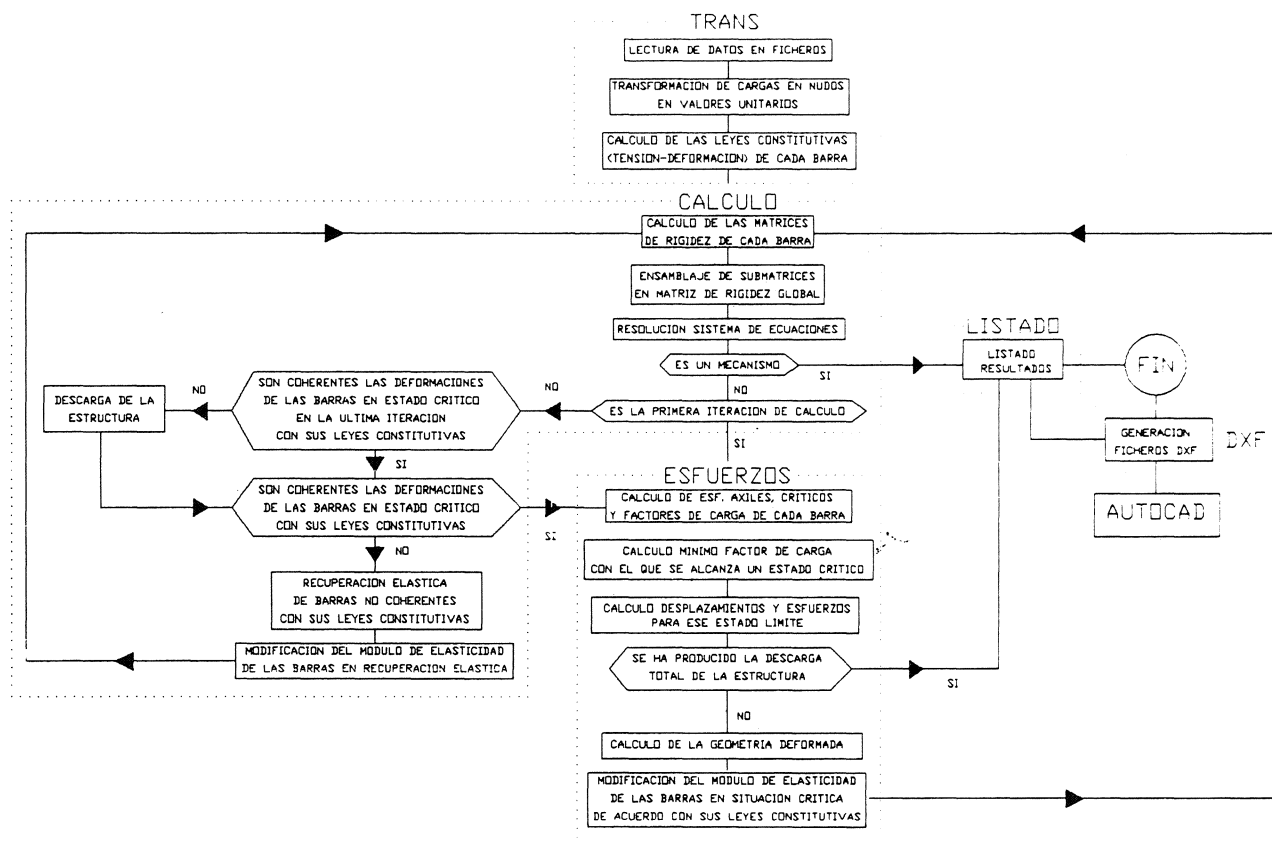 TRANS
LECTURA DE DATOS EN FICHEROS
TRANSFORMACION DE CARGAS EN NUDOS
EN VALORES UNITARIOS
CALCULO DE LAS LEYES CONSTITUTIVAS
(TENSION-DEFORMACION) DE CADA BARRA
CALCULO
CALCULO DE LAS MATRICES
DE RIGIDEZ DE CADA BARRA
ENSAMBLAJE DE SUBMATRICES
EN MATRIZ DE RIGIDEZ GLOBAL
RESOLUCION SISTEMA DE ECUACIONES
ES UN MECANISMO
SI
NO
ES LA PRIMERA ITERACION DE CALCULO
NO
SI
SON COHERENTES LAS DEFORMACIONES
DE LAS BARRAS EN ESTADO CRITICO
EN LA ULTIMA ITERACION
CON SUS LEYES CONSTITUTIVAS
NO
DESCARGA DE LA
ESTRUCTURA
SI
SON COHERENTES LAS DEFORMACIONES
DE LAS BARRAS EN ESTADO CRITICO
CON SUS LEYES CONSTITUTIVAS
SI
NO
RECUPERACION ELASTICA
DE BARRAS NO COHERENTES
CON SUS LEYES CONSTITUTIVAS
MODIFICACION DEL MODULO DE ELASTICIDAD
DE LAS BARRAS EN RECUPERACION ELASTICA
ESFUERZOS
CALCULO DE ESF. AXILES, CRITICOS
Y FACTORES DE CARGA DE CADA BARRA
CALCULO MINIMO FACTOR DE CARGA
CON EL QUE SE ALCANZA UN ESTADO CRITICO
CALCULO DESPLAZAMIENTOS Y ESFUERZOS
PARA ESE ESTADO LIMITE
SE HA PRODUCIDO LA DESCARGA
TOTAL DE LA ESTRUCTURA
SI
NO
CALCULO DE LA GEOMETRIA DEFORMADA
MODIFICACION DEL MODULO DE ELASTICIDAD
DE LAS BARRAS EN SITUACION CRITICA
DE ACUERDO CON SUS LEYES CONSTITUTIVAS
LISTADO
LISTADO
RESULTADOS
FIN
GENERACION
FICHEROS DXF
DXF
AUTOCAD